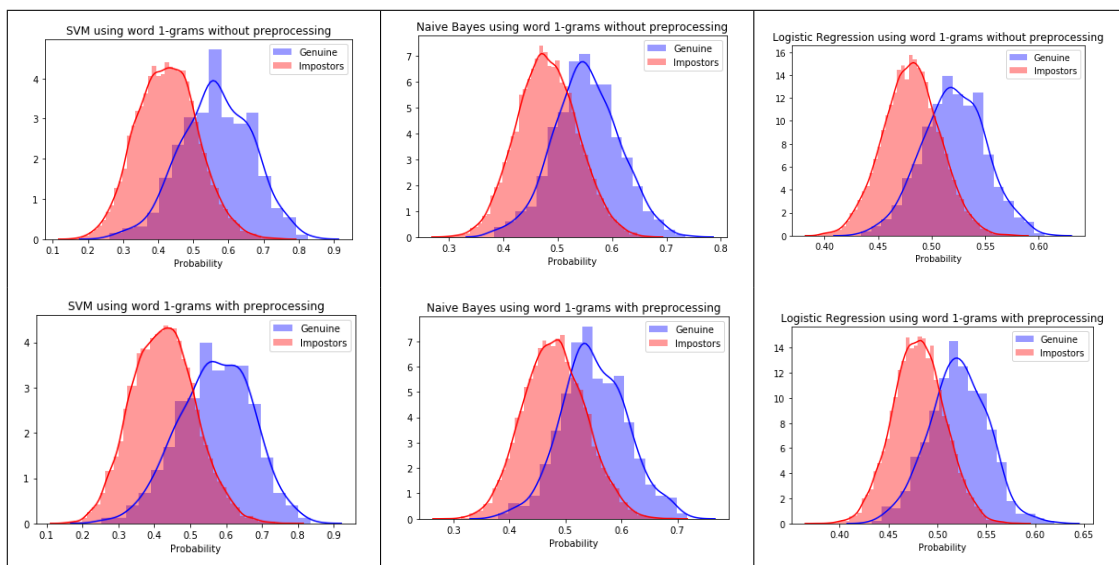 SVM using word 1-grams without preprocessing
Genuine
Impostors
4
3
2
1
0
0.1 0.2 0.3 0.4 0.5 0.6 0.7 0.8 0.9
Probability
Naive Bayes using word 1-grams without preprocessing
Genuine
Impostors
8
7
6
5
4
3
2
1
0
0.3 0.4 0.5 0.6 0.7 0.8
Probability
Logistic Regression using word 1-grams without preprocessing
Genuine
Impostors
16
14
12
10
8
6
4
2
0
0.40 0.45 0.50 0.55 0.60
Probability
SVM using word 1-grams with preprocessing
Genuine
Impostors
4
3
2
1
0
0.1 0.2 0.3 0.4 0.5 0.6 0.7 0.8 0.9
Probability
Naive Bayes using word 1-grams with preprocessing
Genuine
Impostors
7
6
5
4
3
2
1
0
0.3 0.4 0.5 0.6 0.7
Probability
Logistic Regression using word 1-grams with preprocessing
Genuine
Impostors
14
12
10
8
6
4
2
0
0.40 0.45 0.50 0.55 0.60 0.65
Probability